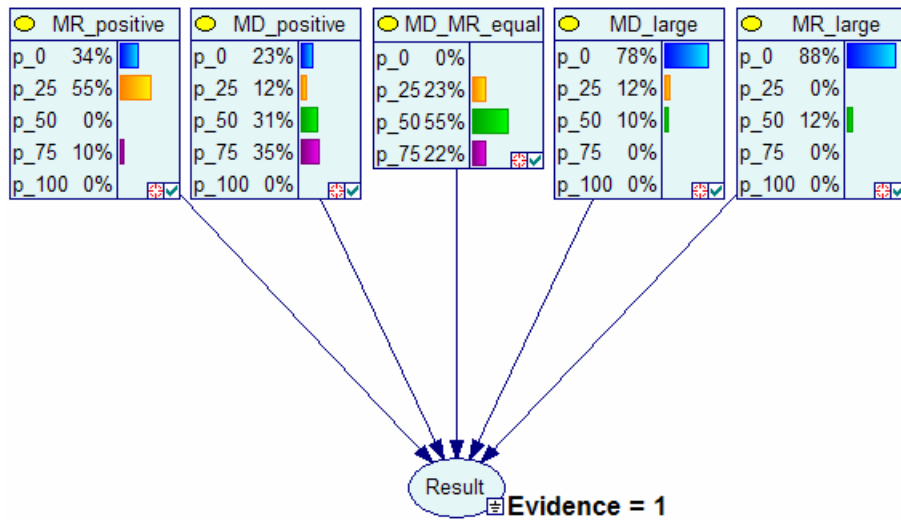 MR_positive
p_0 34%
p_25 55%
p_50 0%
p_75 10%
p_100 0%
MD_positive
p_0 23%
p_25 12%
p_50 31%
p_75 35%
p_100 0%
MD_MR_equal
p_0 0%
p_25 23%
p_50 55%
p_75 22%
MD_large
p_0 78%
p_25 12%
p_50 10%
p_75 0%
p_100 0%
MR_large
p_0 88%
p_25 0%
p_50 12%
p_75 0%
p_100 0%
Result
Evidence = 1